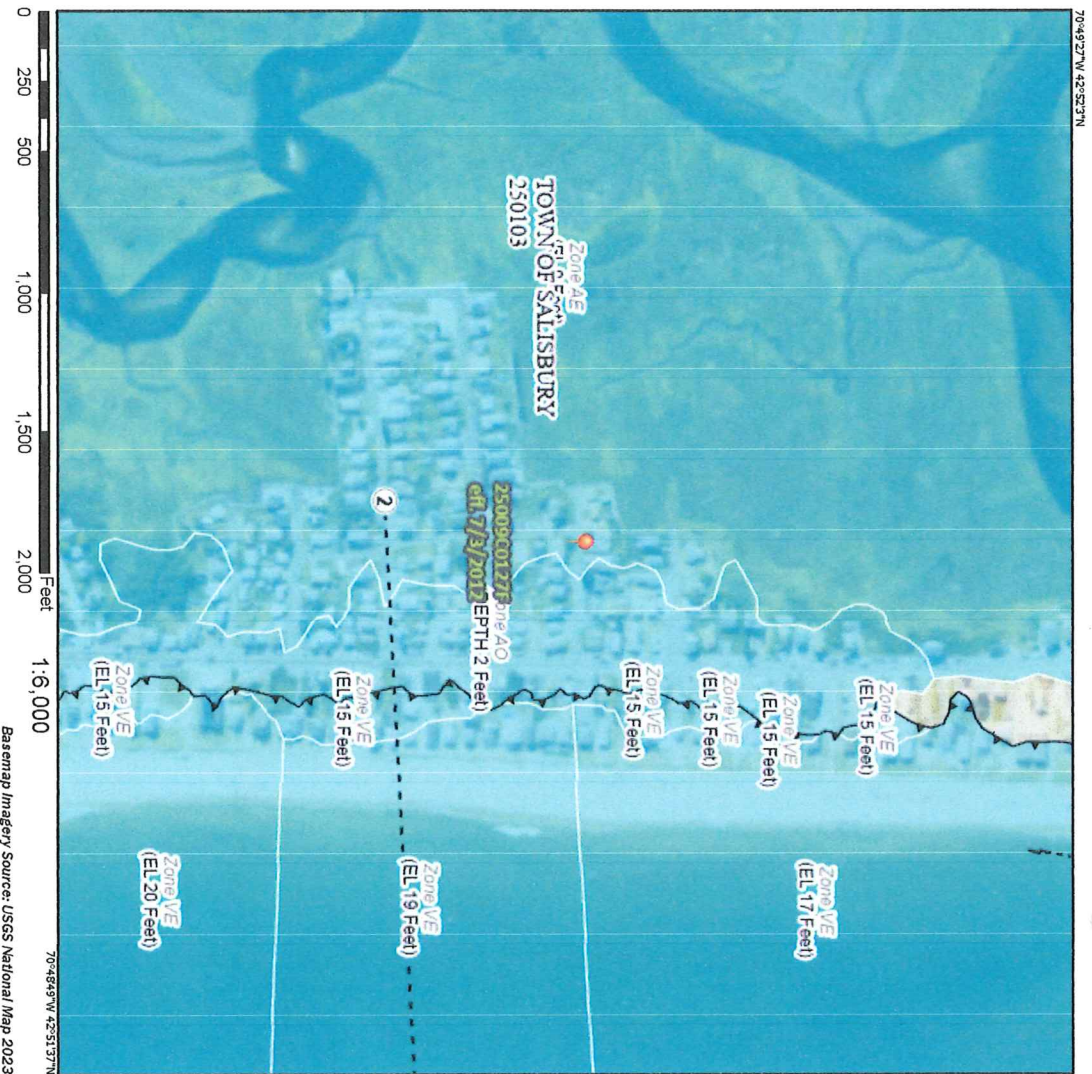 70°49'27"W 42°52'3"N
Zone AE
TOWN OF SALISBURY
250103
25009C0127F
eff. 7/3/2012
Zone AO
DEPTH 2 Feet)
2
Zone VE
(EL 15 Feet)
Zone VE
(EL 15 Feet)
Zone VE
(EL 15 Feet)
Zone VE
(EL 15 Feet)
Zone VE
(EL 15 Feet)
Zone VE
(EL 15 Feet)
Zone VE
(EL 17 Feet)
Zone VE
(EL 19 Feet)
Zone VE
(EL 20 Feet)
0 250 500 1,000 1,500 2,000 Feet
1:6,000
70°48'49"W 42°51'37"N
Basemap Imagery Source: USGS National Map 2023